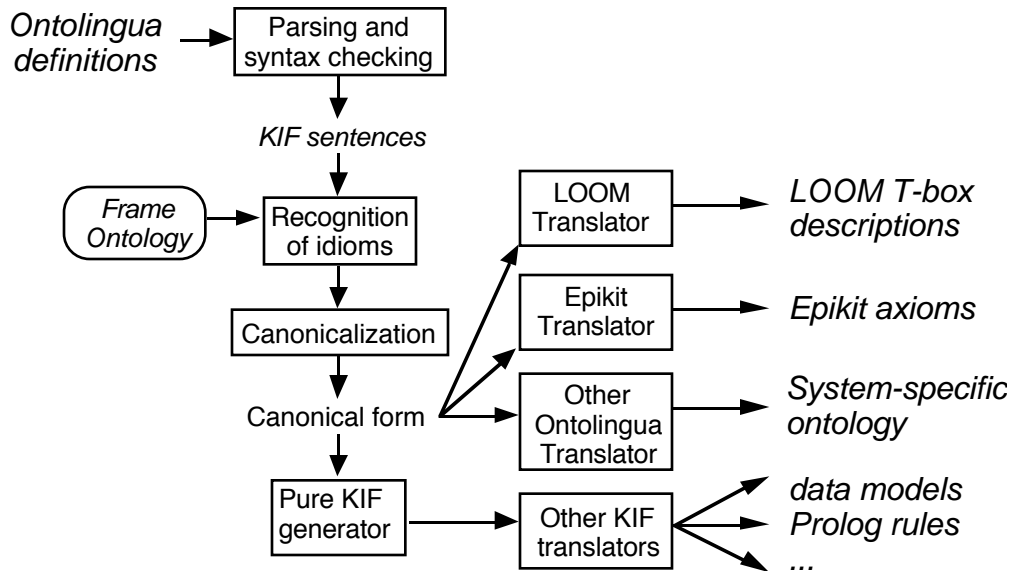 Ontolingua
definitions
Parsing and
syntax checking
KIF sentences
Frame
Ontology
Recognition
of idioms
Canonicalization
Canonical form
Pure KIF
generator
LOOM
Translator
LOOM T-box
descriptions
Epikit
Translator
Epikit axioms
Other
Ontolingua
Translator
System-specific
ontology
Other KIF
translators
data models
Prolog rules
...